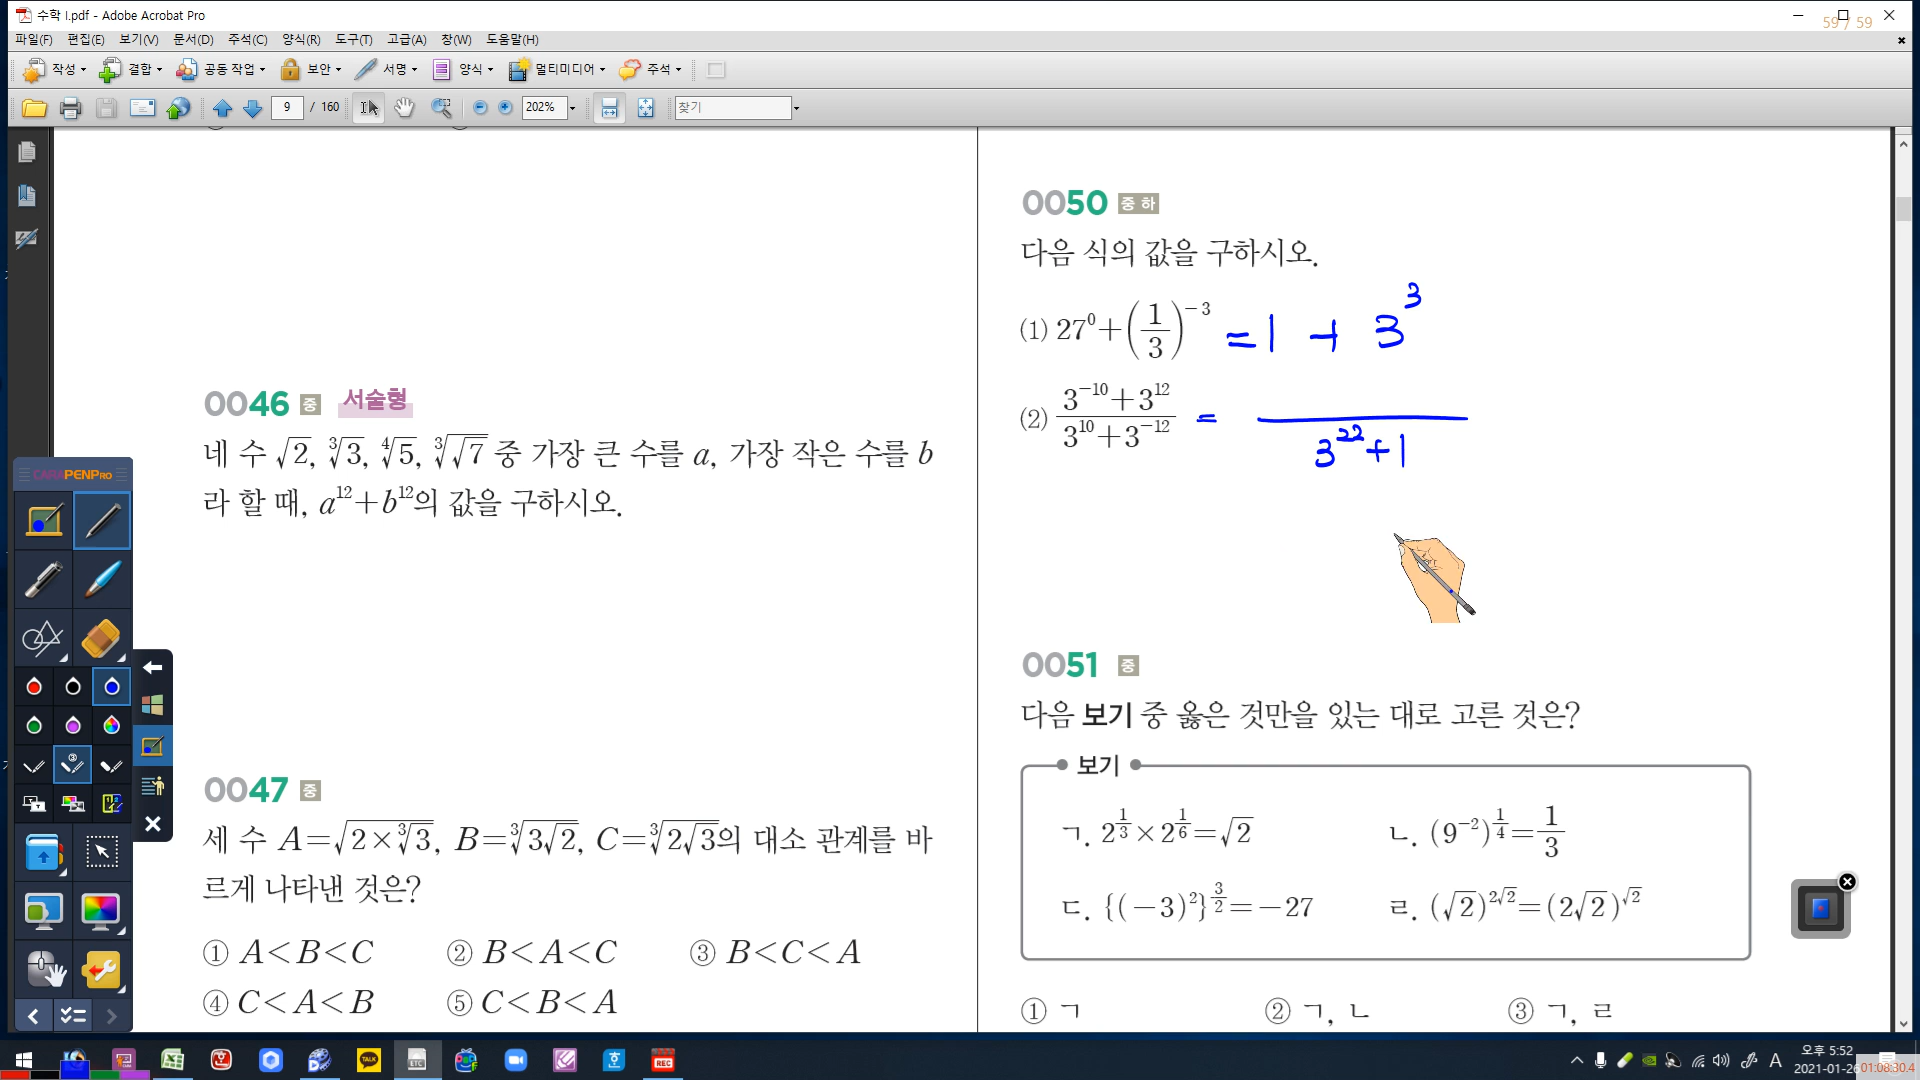 수학 I.pdf - Adobe Acrobat Pro
59 / 59
파일(F) 편집(E) 보기(V) 문서(D) 주석(C) 양식(R) 도구(T) 고급(A) 창(W) 도움말(H)
작성 결합 공동 작업 보안 서명 양식 멀티미디어 주석
9 / 160 202% 찾기
0046 중 서술형
네 수 √2, ∛3, ∜5, ∛√7 중 가장 큰 수를 a, 가장 작은 수를 b
라 할 때, a¹²+b¹²의 값을 구하시오.
0047 중
세 수 A=√(2×∛3), B=∛(3√2), C=∛(2√3)의 대소 관계를 바
르게 나타낸 것은?
① A<B<C ② B<A<C ③ B<C<A
④ C<A<B ⑤ C<B<A
0050 중하
다음 식의 값을 구하시오.
(1) 27⁰+(1/3)⁻³ = 1 + 3³
(2) (3⁻¹⁰+3¹²)/(3¹⁰+3⁻¹²) = /(3²²+1)
0051 중
다음 보기 중 옳은 것만을 있는 대로 고른 것은?
보기
ㄱ. 2^(1/3)×2^(1/6)=√2 ㄴ. (9⁻²)^(1/4)=1/3
ㄷ. {(-3)²}^(3/2)=-27 ㄹ. (√2)^(2√2)=(2√2)^(√2)
① ㄱ ② ㄱ, ㄴ ③ ㄱ, ㄹ
CARAPENPRO
TALK
LTC
REC
A
오후 5:52
2021-01-26
01:08:30.4